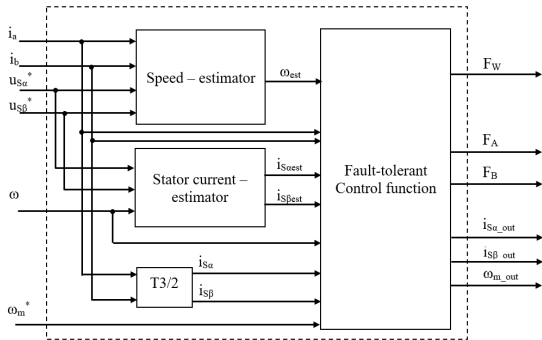 i_a
i_b
u_Sα*
u_Sβ*
Speed – estimator
ω_est
F_W
F_A
F_B
Stator current –
estimator
i_Sαest
i_Sβest
Fault-tolerant
Control function
ω
i_Sα_out
i_Sβ_out
ω_m_out
T3/2
i_Sα
i_Sβ
ω_m*